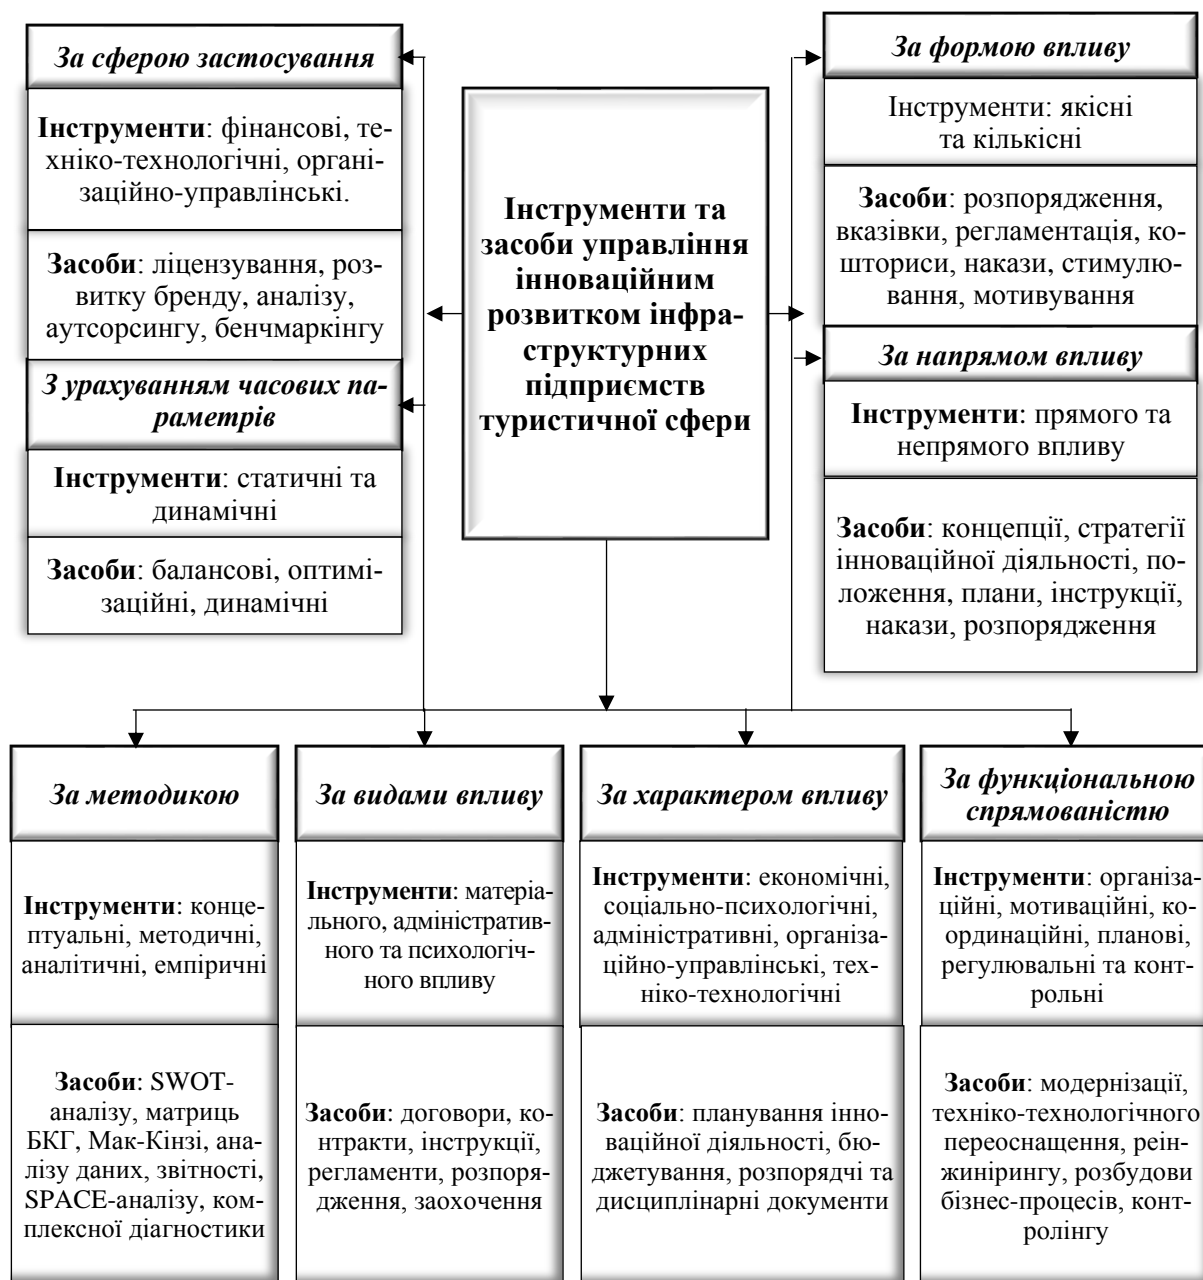 За сферою застосування
Інструменти: фінансові, те-
хніко-технологічні, органі-
заційно-управлінські.
Засоби: ліцензування, роз-
витку бренду, аналізу,
аутсорсингу, бенчмаркінгу
З урахуванням часових па-
раметрів
Інструменти: статичні та
динамічні
Засоби: балансові, оптимі-
заційні, динамічні
Інструменти та
засоби управління
інноваційним
розвитком інфра-
структурних
підприємств
туристичної сфери
За формою впливу
Інструменти: якісні
та кількісні
Засоби: розпорядження,
вказівки, регламентація, ко-
шториси, накази, стимулю-
вання, мотивування
За напрямом впливу
Інструменти: прямого та
непрямого впливу
Засоби: концепції, стратегії
інноваційної діяльності, по-
ложення, плани, інструкції,
накази, розпорядження
За методикою
Інструменти: конце-
птуальні, методичні,
аналітичні, емпіричні
Засоби: SWOT-
аналізу, матриць
БКГ, Мак-Кінзі, ана-
лізу даних, звітності,
SPACE-аналізу, ком-
плексної діагностики
За видами впливу
Інструменти: матеріа-
льного, адміністратив-
ного та психологіч-
ного впливу
Засоби: договори, ко-
нтракти, інструкції,
регламенти, розпоря-
дження, заохочення
За характером впливу
Інструменти: економічні,
соціально-психологічні,
адміністративні, організа-
ційно-управлінські, тех-
ніко-технологічні
Засоби: планування інно-
ваційної діяльності, бю-
джетування, розпорядчі та
дисциплінарні документи
За функціональною
спрямованістю
Інструменти: організа-
ційні, мотиваційні, ко-
ординаційні, планові,
регулювальні та конт-
рольні
Засоби: модернізації,
техніко-технологічного
переоснащення, реін-
жинірингу, розбудови
бізнес-процесів, конт-
ролінгу